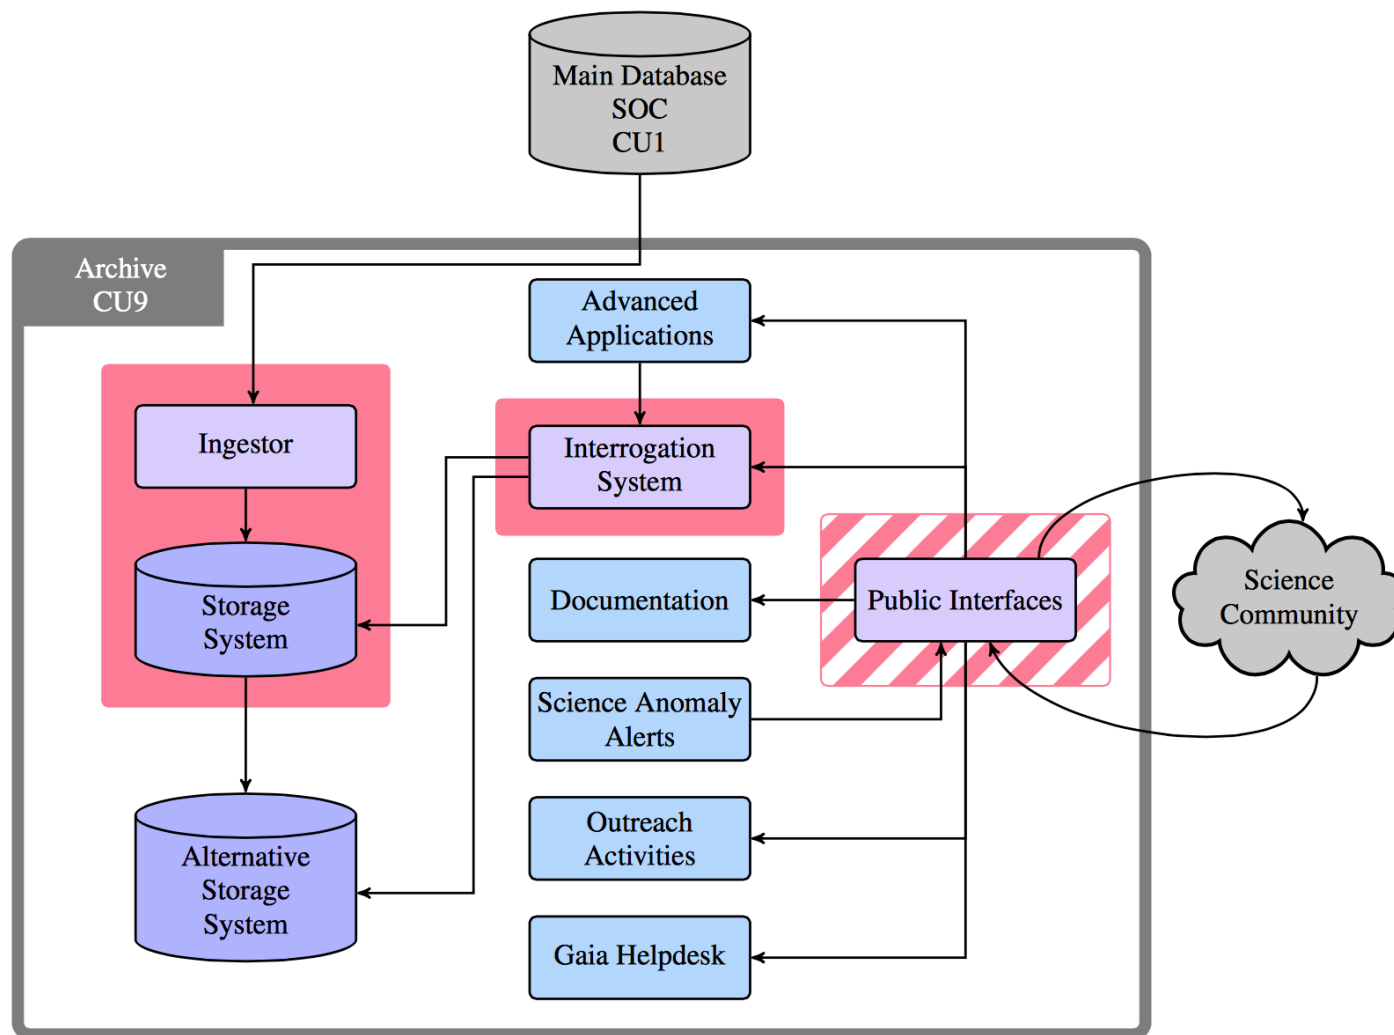 Main Database
SOC
CU1
Archive
CU9
Advanced
Applications
Ingestor
Interrogation
System
Storage
System
Documentation
Public Interfaces
Science
Community
Science Anomaly
Alerts
Alternative
Storage
System
Outreach
Activities
Gaia Helpdesk